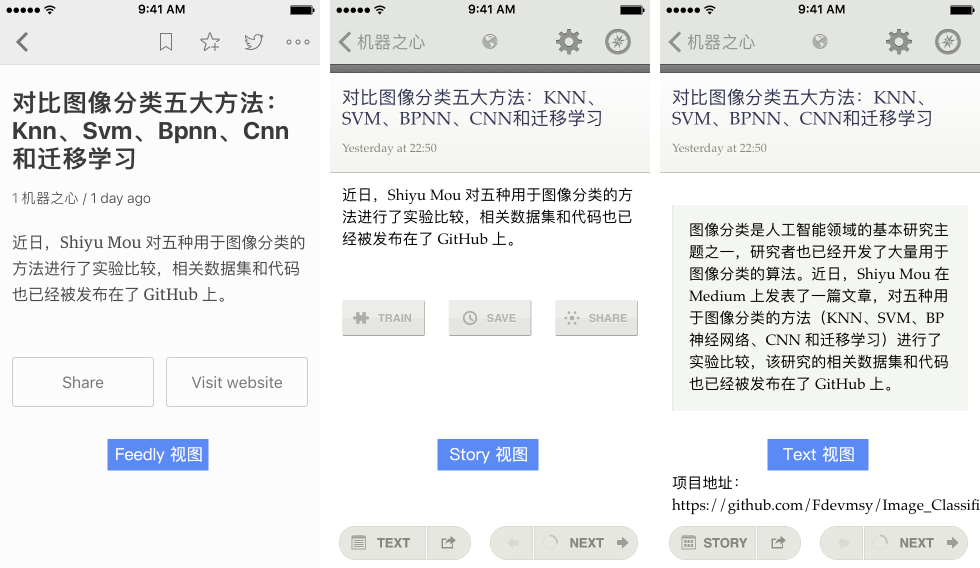 9:41 AM
对比图像分类五大方法：
Knn、Svm、Bpnn、Cnn
和迁移学习
1 机器之心 / 1 day ago
近日，Shiyu Mou 对五种用于图像分类的
方法进行了实验比较，相关数据集和代码
也已经被发布在了 GitHub 上。
Share
Visit website
Feedly 视图
9:41 AM
机器之心
对比图像分类五大方法：KNN、
SVM、BPNN、CNN和迁移学习
Yesterday at 22:50
近日，Shiyu Mou 对五种用于图像分类的方
法进行了实验比较，相关数据集和代码也已
经被发布在了 GitHub 上。
TRAIN
SAVE
SHARE
Story 视图
TEXT
NEXT
9:41 AM
机器之心
对比图像分类五大方法：KNN、
SVM、BPNN、CNN和迁移学习
Yesterday at 22:50
图像分类是人工智能领域的基本研究主
题之一，研究者也已经开发了大量用于
图像分类的算法。近日，Shiyu Mou 在
Medium 上发表了一篇文章，对五种用
于图像分类的方法（KNN、SVM、BP
神经网络、CNN 和迁移学习）进行了
实验比较，该研究的相关数据集和代码
也已经被发布在了 GitHub 上。
Text 视图
项目地址：
https://github.com/Fdevmsy/Image_Classifi
STORY
NEXT